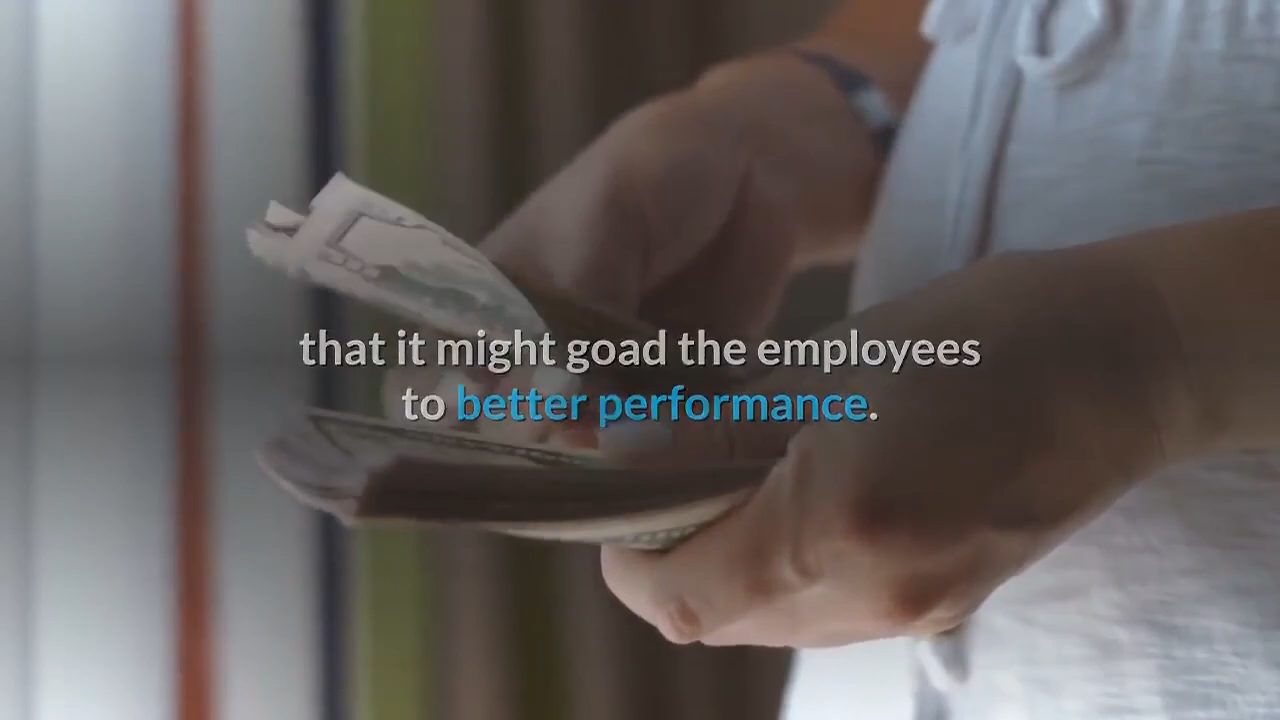 that it might goad the employees
to better performance.